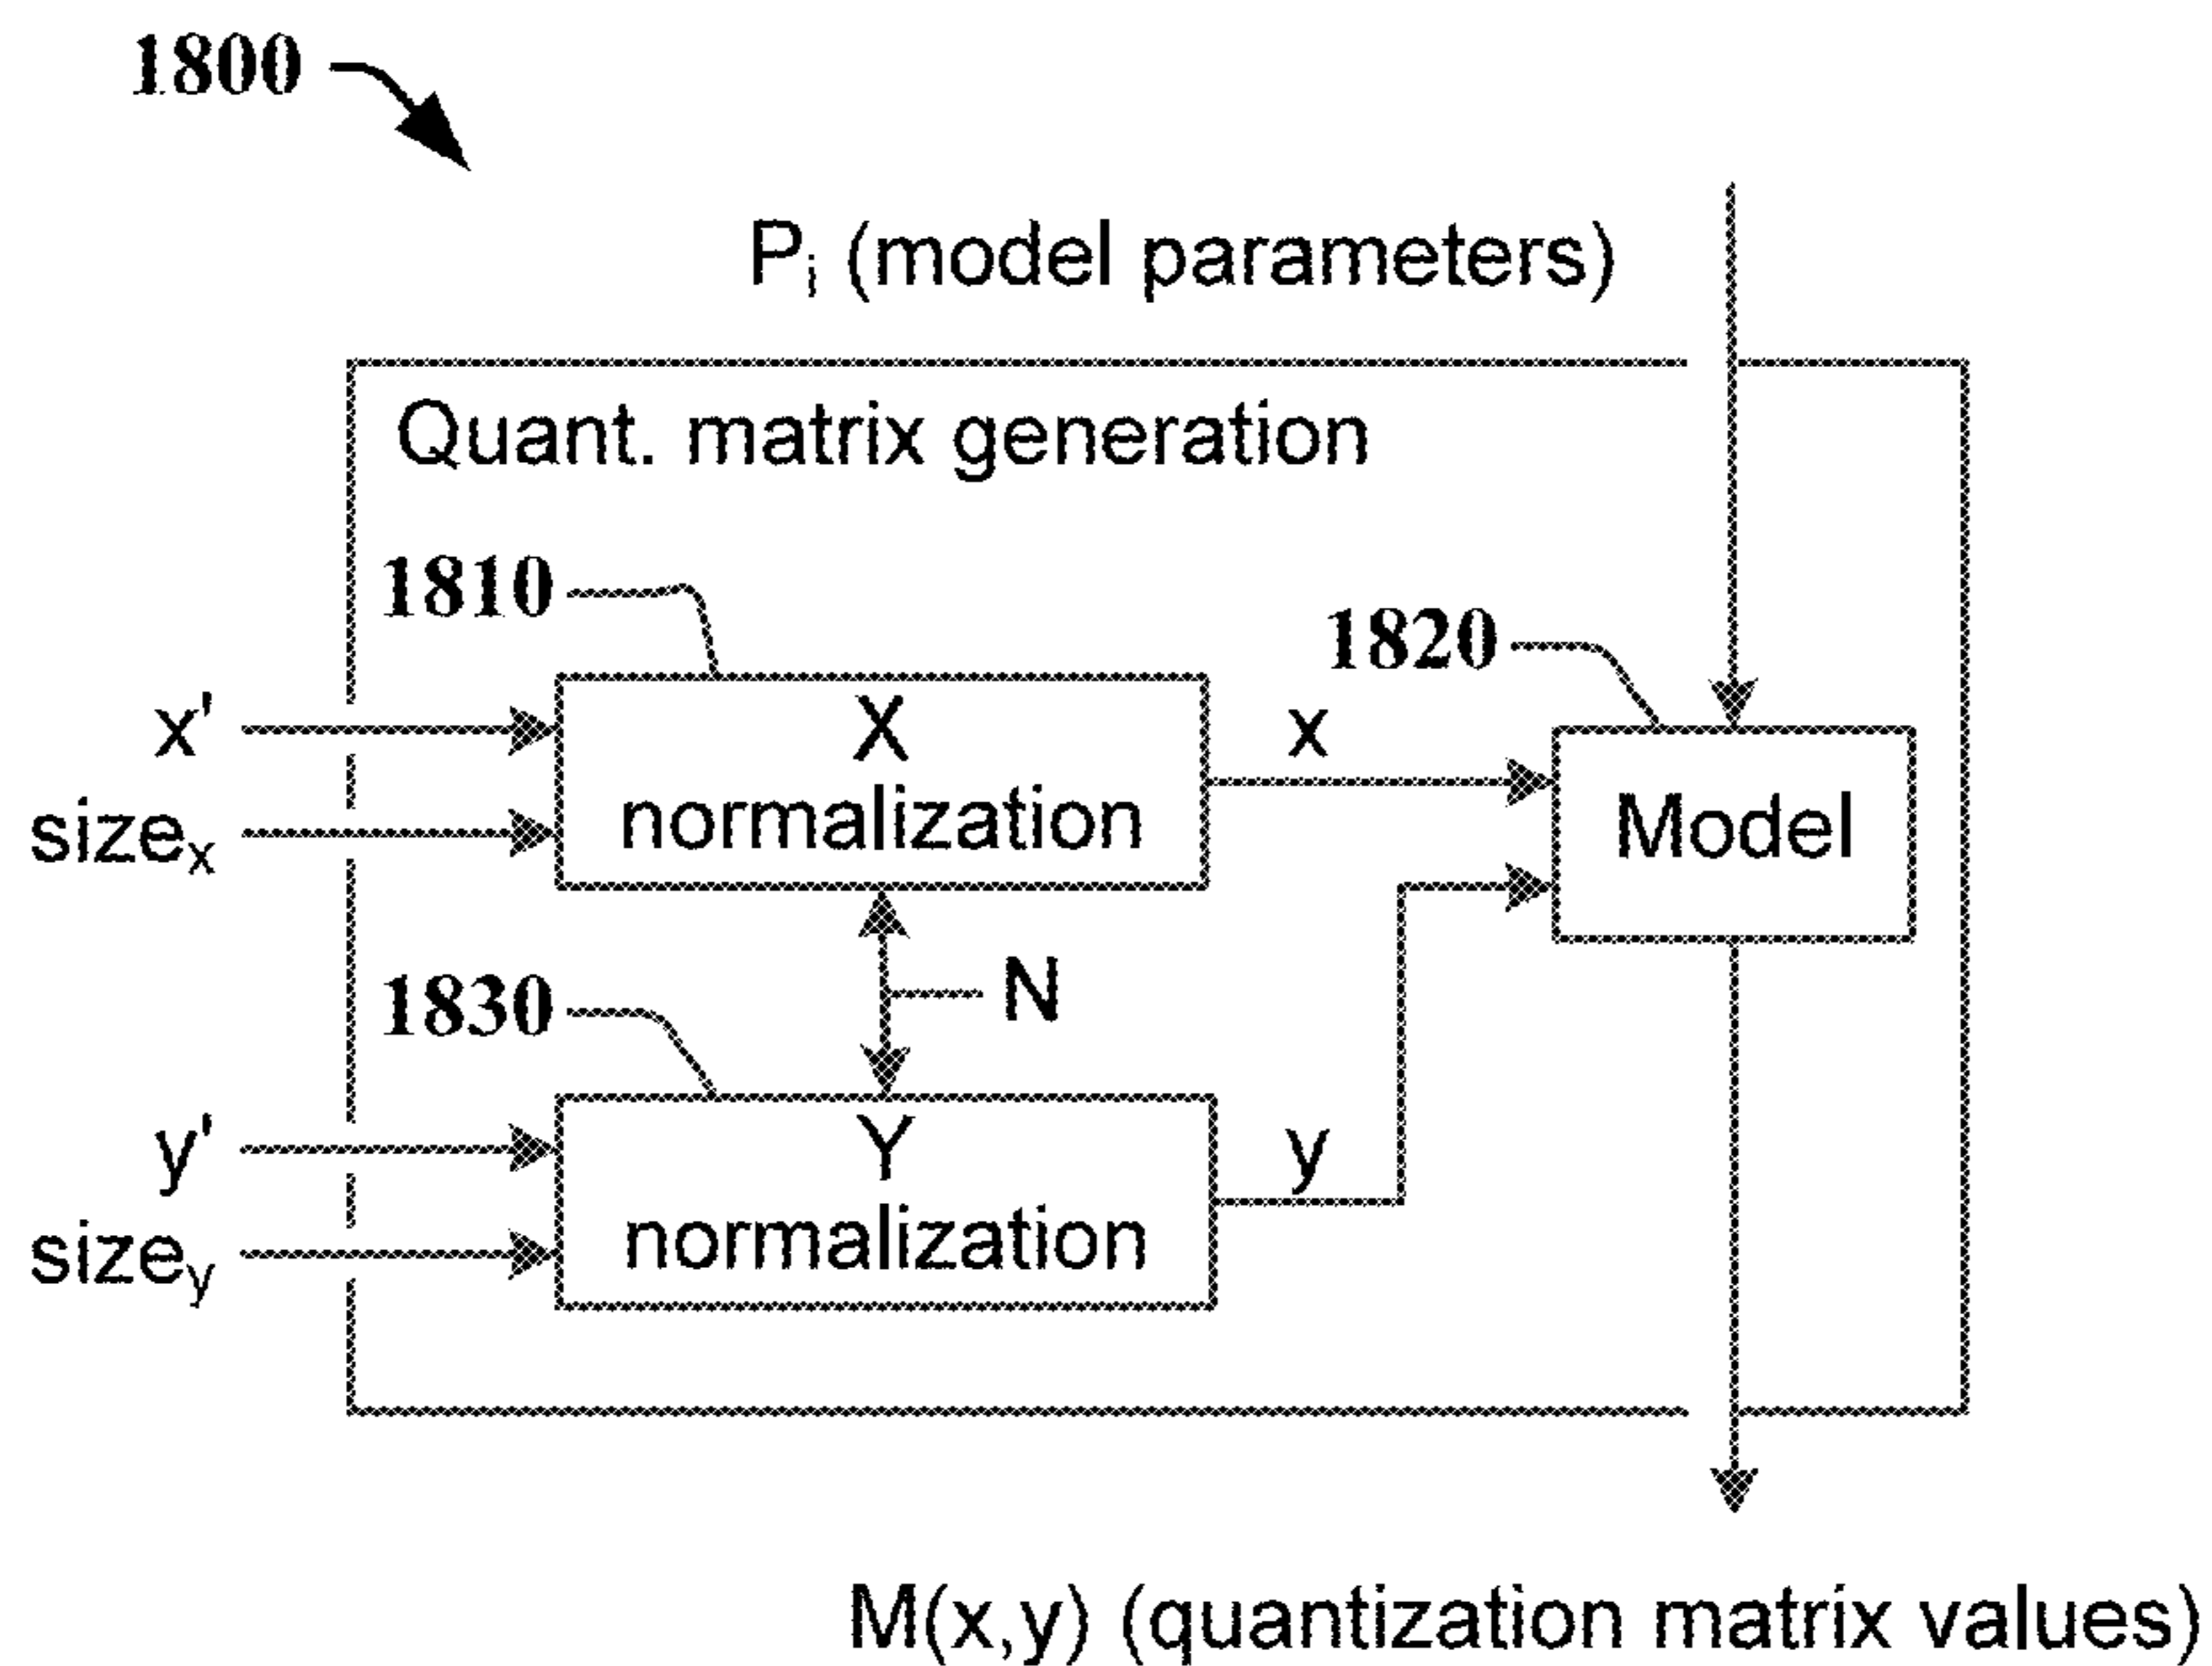 1800
Pi (model parameters)
Quant. matrix generation
1810
1820
x'
sizex
X
normalization
x
Model
N
1830
y'
sizey
Y
normalization
y
M(x,y) (quantization matrix values)